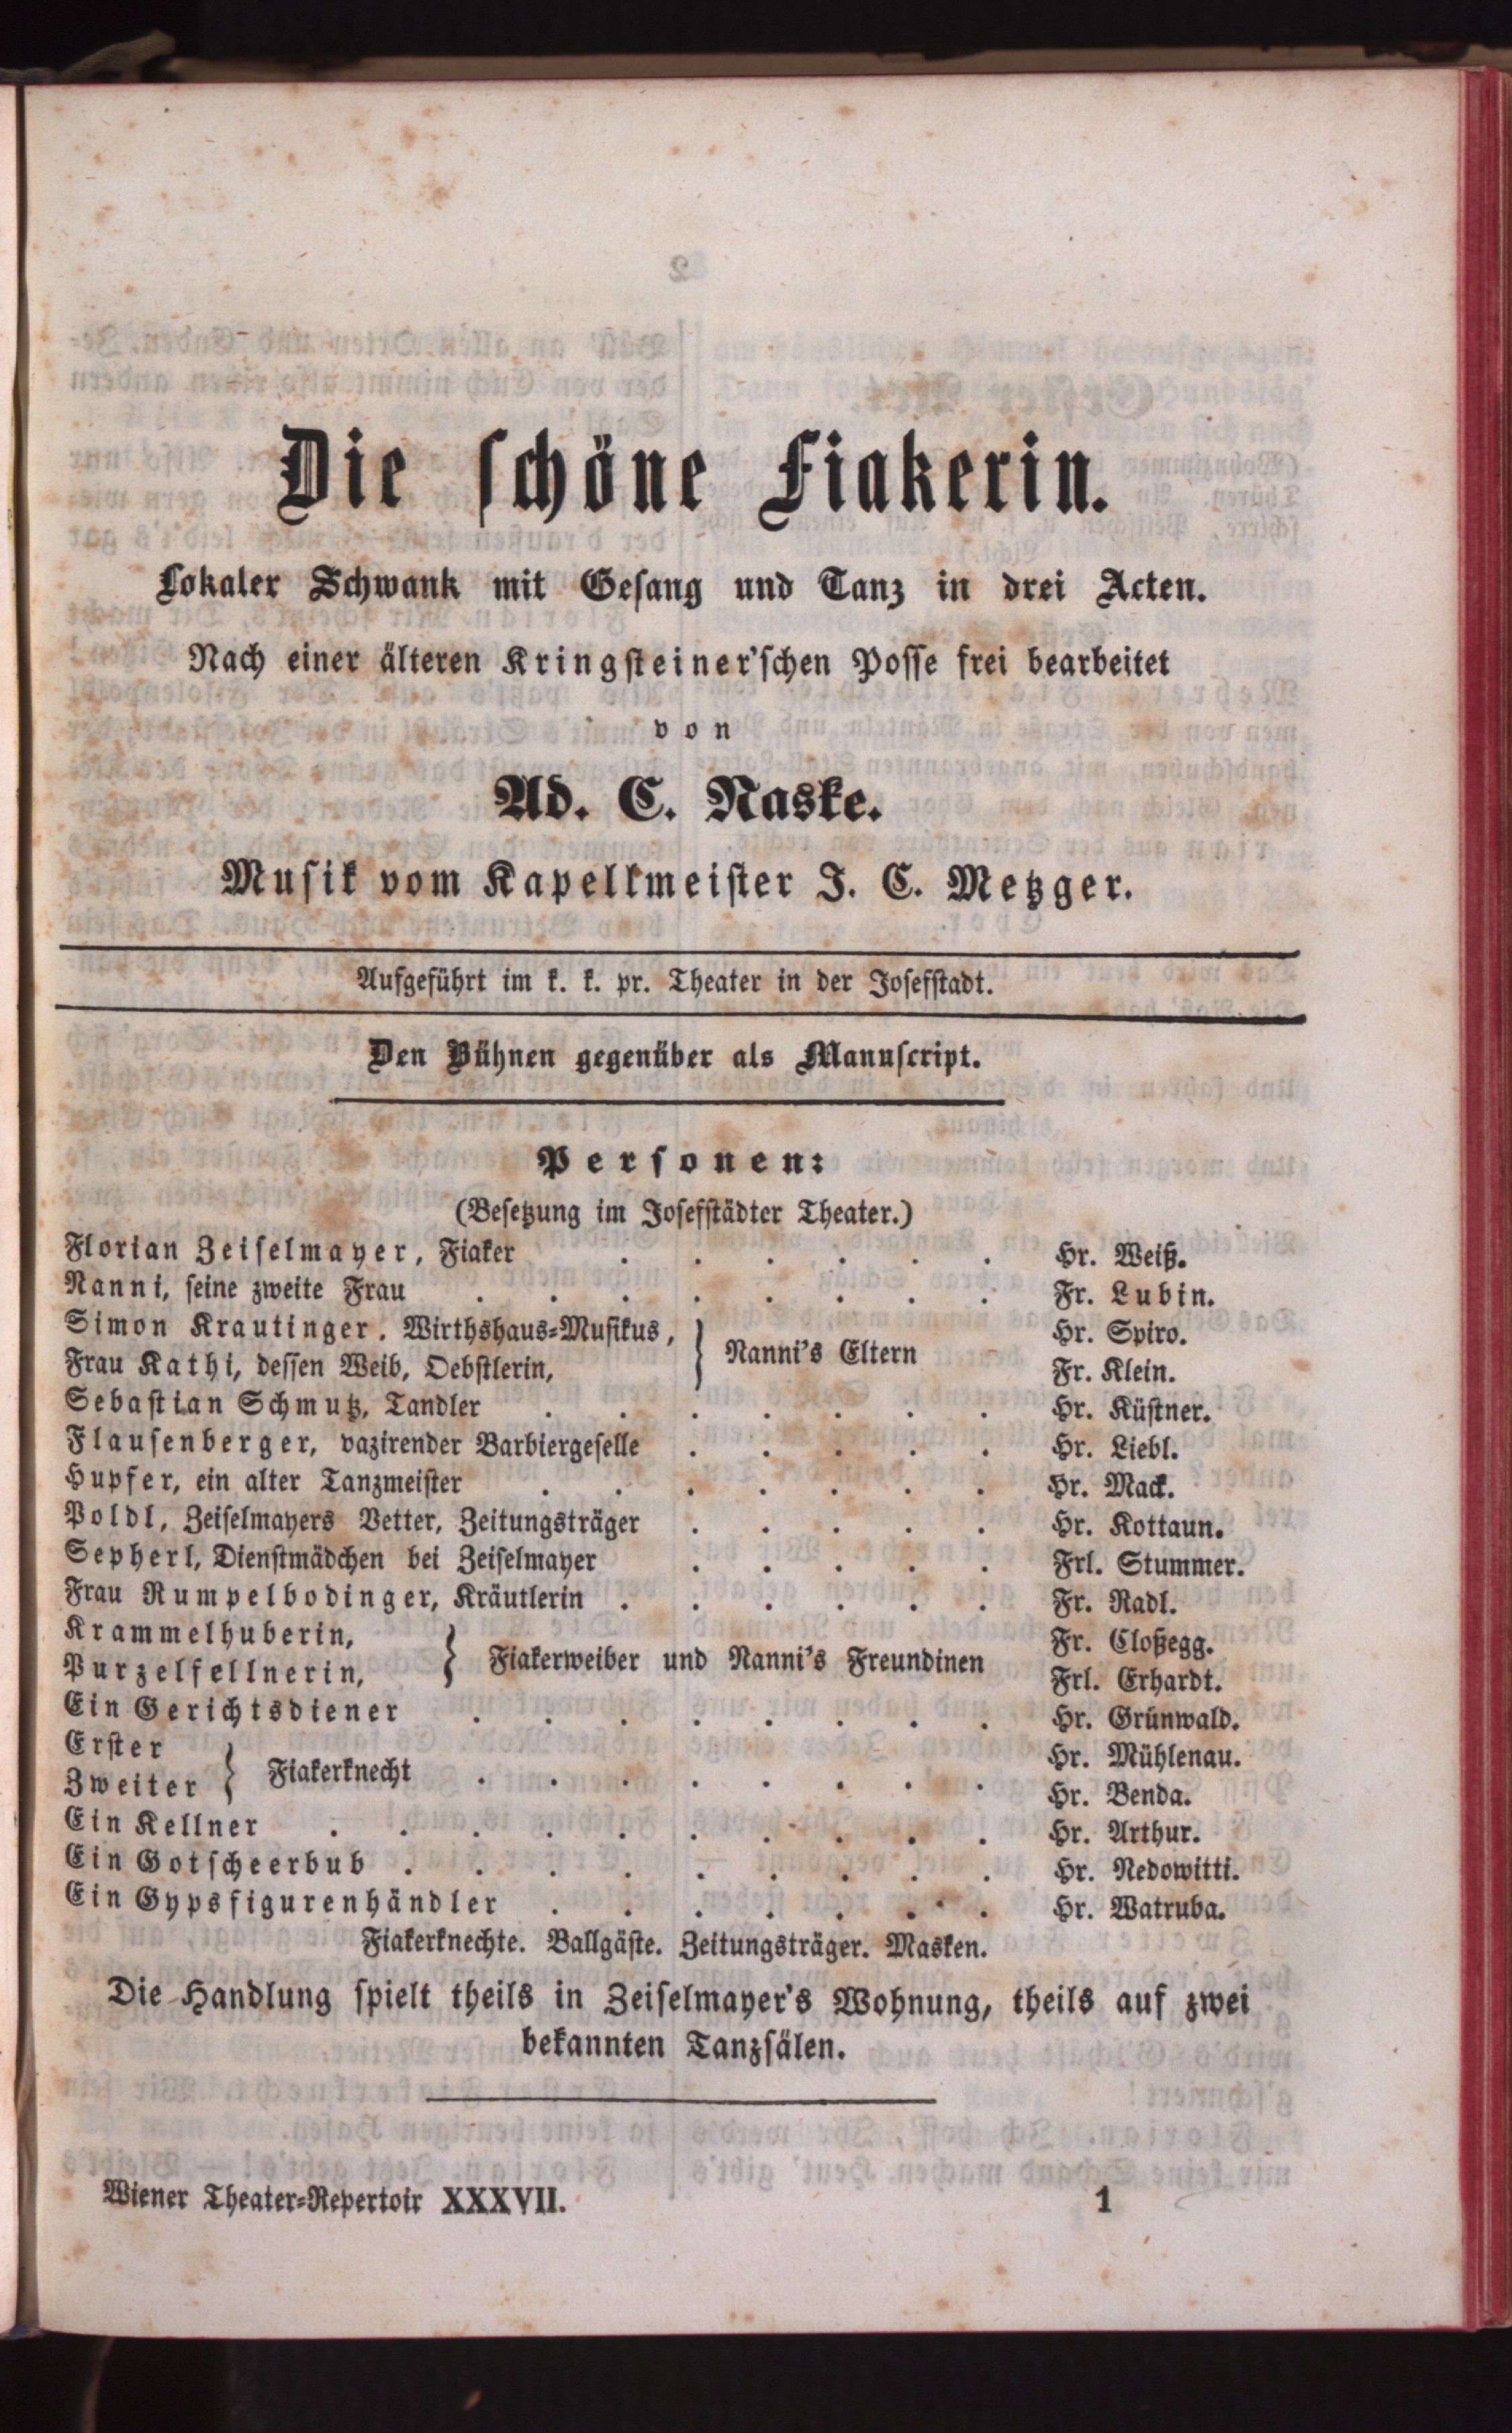 Die schöne Fiakerin.
Lokaler Schwank mit Gesang und Tanz in drei Acten.
Nach einer älteren Kringsteiner'schen Posse frei bearbeitet
von
Ad. C. Naske.
Musik vom Kapellmeister J. C. Metzger.
Aufgeführt im k. k. pr. Theater in der Josefstadt.
Den Bühnen gegenüber als Manuscript.
Personen:
(Besetzung im Josefstädter Theater.)
Florian Zeiselmayer, Fiaker . . . . . . Hr. Weiß.
Nanni, seine zweite Frau . . . . . . . . Fr. Lubin.
Simon Krautinger, Wirthshaus-Musikus, } Nanni's Eltern Hr. Spiro.
Frau Kathi, dessen Weib, Oebstlerin, Fr. Klein.
Sebastian Schmutz, Tandler . . . . . . . Hr. Küstner.
Flausenberger, vazirender Barbiergeselle . . . . . Hr. Liebl.
Hupfer, ein alter Tanzmeister . . . . . . . Hr. Mack.
Poldl, Zeiselmayers Vetter, Zeitungsträger . . . . . Hr. Kottaun.
Sepherl, Dienstmädchen bei Zeiselmayer . . . . . Frl. Stummer.
Frau Rumpelbodinger, Kräutlerin . . . . . . Fr. Radl.
Krammelhuberin, } Fiakerweiber und Nanni's Freundinen Fr. Cloßegg.
Purzelfellnerin, Frl. Erhardt.
Ein Gerichtsdiener . . . . . . . . Hr. Grünwald.
Erster } Fiakerknecht . . . . . . . . Hr. Mühlenau.
Zweiter Hr. Benda.
Ein Kellner . . . . . . . . . . Hr. Arthur.
Ein Gotscheerbub . . . . . . . . . Hr. Nedowitti.
Ein Gypsfigurenhändler . . . . . . . Hr. Watruba.
Fiakerknechte. Ballgäste. Zeitungsträger. Masken.
Die Handlung spielt theils in Zeiselmayer's Wohnung, theils auf zwei
bekannten Tanzsälen.
Wiener Theater-Repertoir XXXVII. 1